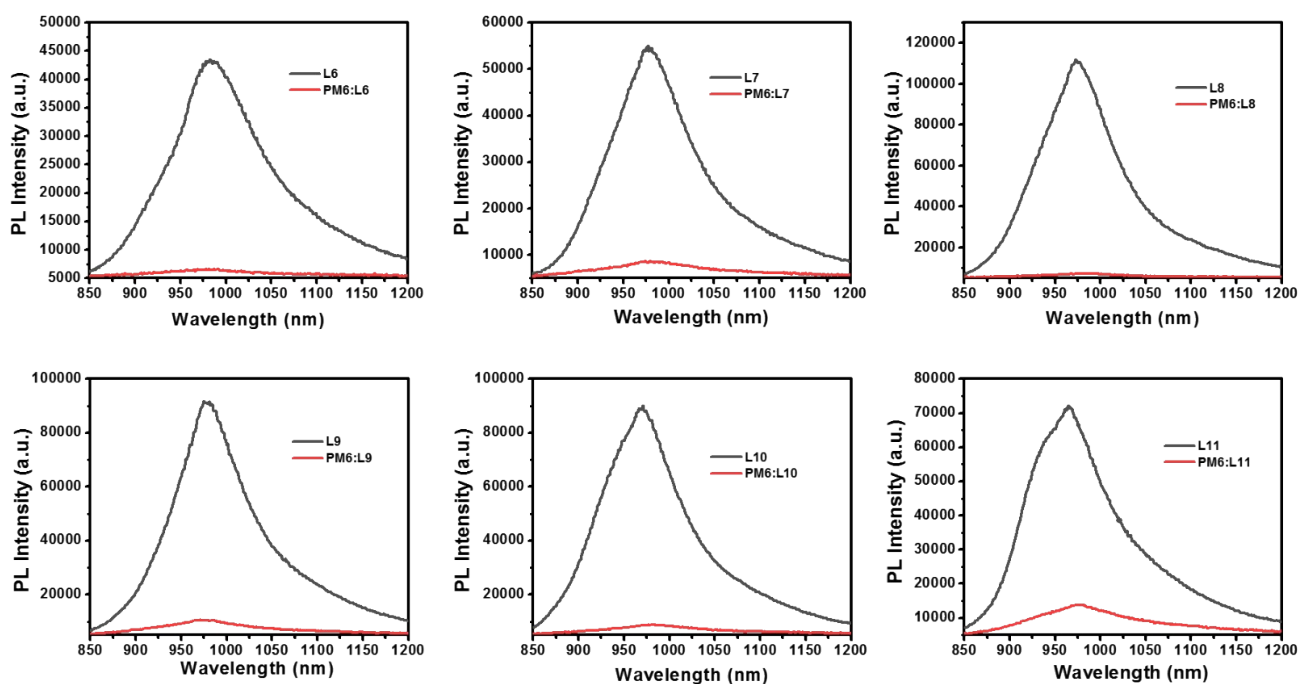 PL Intensity (a.u.)
50000
45000
40000
35000
30000
25000
20000
15000
10000
5000
L6
PM6:L6
850 900 950 1000 1050 1100 1150 1200
Wavelength (nm)
PL Intensity (a.u.)
60000
50000
40000
30000
20000
10000
L7
PM6:L7
850 900 950 1000 1050 1100 1150 1200
Wavelength (nm)
PL Intensity (a.u.)
120000
100000
80000
60000
40000
20000
L8
PM6:L8
850 900 950 1000 1050 1100 1150 1200
Wavelength (nm)
PL Intensity (a.u.)
100000
80000
60000
40000
20000
L9
PM6:L9
850 900 950 1000 1050 1100 1150 1200
Wavelength (nm)
PL Intensity (a.u.)
100000
80000
60000
40000
20000
L10
PM6:L10
850 900 950 1000 1050 1100 1150 1200
Wavelength (nm)
PL Intensity (a.u.)
80000
70000
60000
50000
40000
30000
20000
10000
L11
PM6:L11
850 900 950 1000 1050 1100 1150 1200
Wavelength (nm)